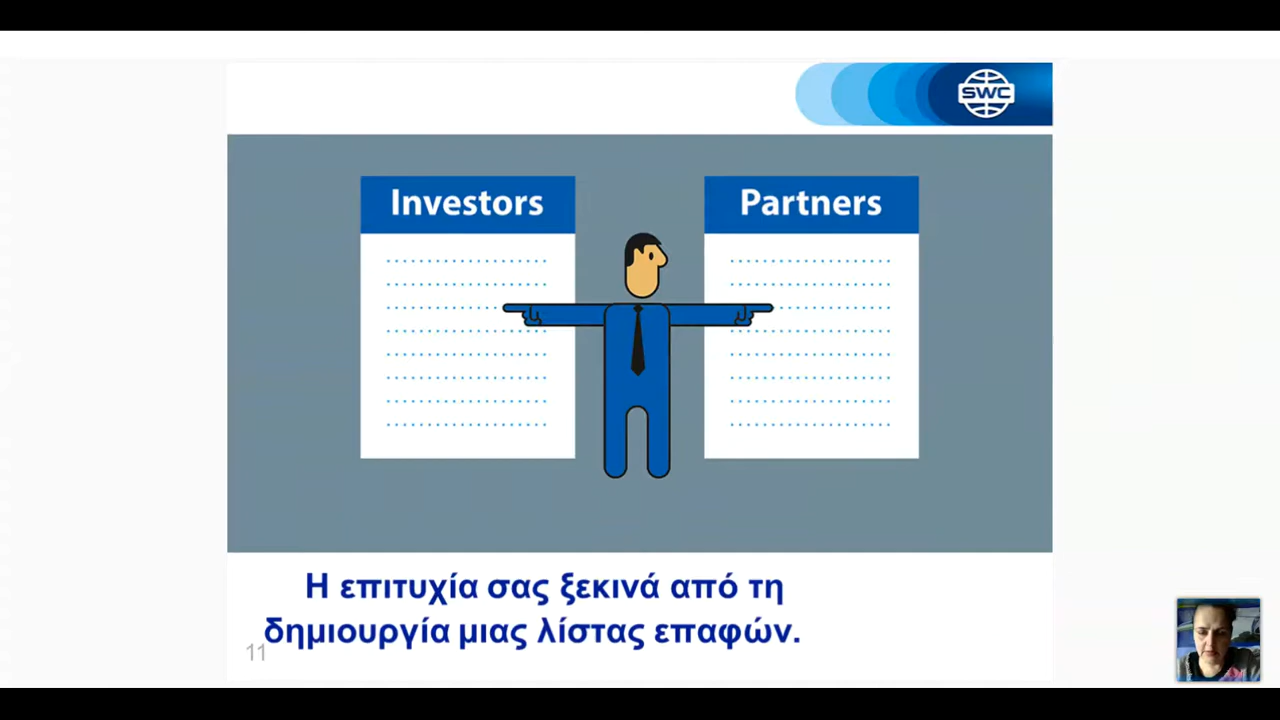 SWC
Investors
Partners
Η επιτυχία σας ξεκινά από τη
δημιουργία μιας λίστας επαφών.
11